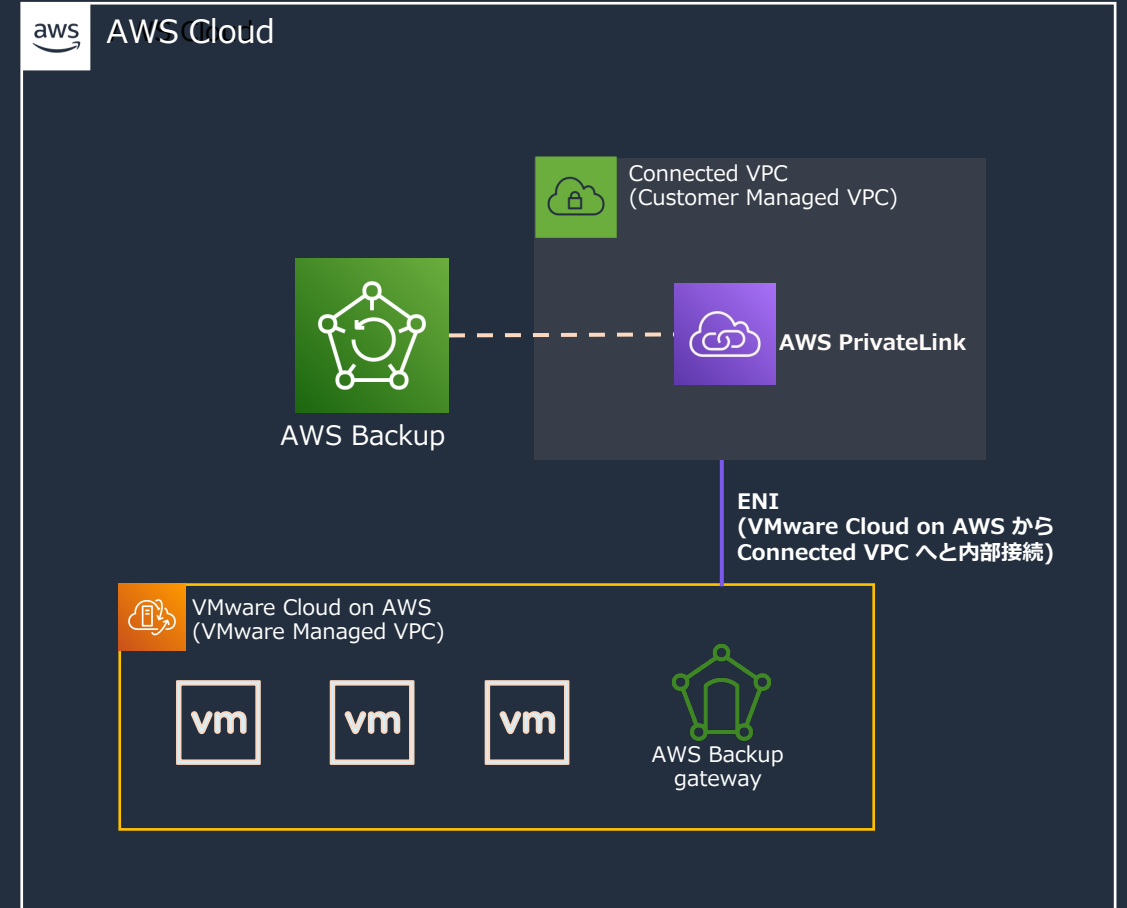 aws
AWS Cloud
Connected VPC
(Customer Managed VPC)
AWS PrivateLink
AWS Backup
ENI
(VMware Cloud on AWS から
Connected VPC へと内部接続)
VMware Cloud on AWS
(VMware Managed VPC)
vm
vm
vm
AWS Backup
gateway